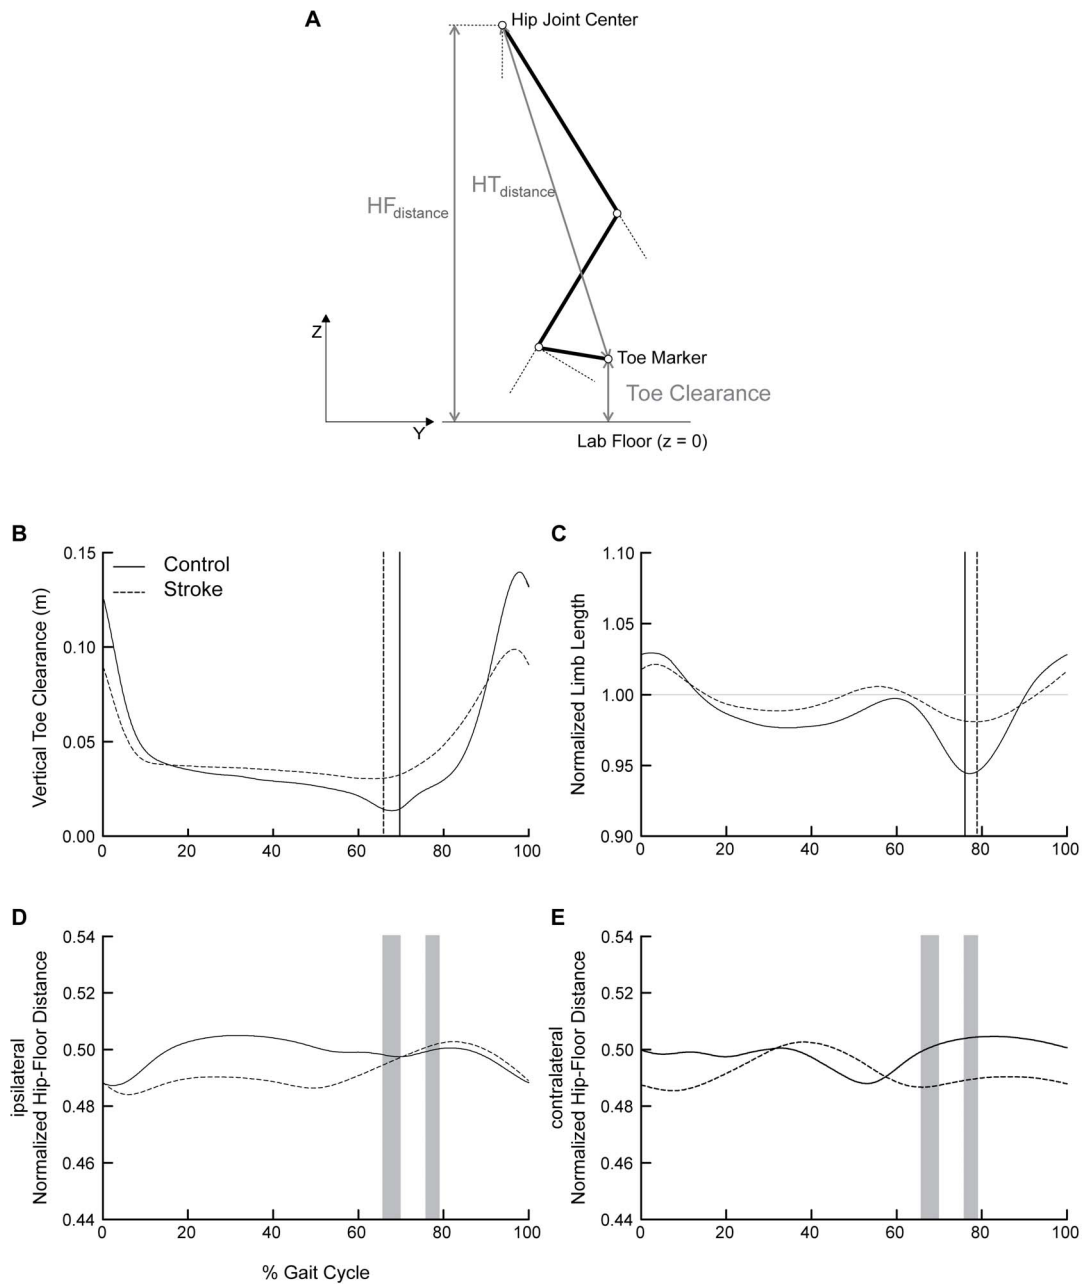 A
Hip Joint Center
HT distance
HF distance
Z
Toe Marker
Toe Clearance
Y
Lab Floor (z = 0)
B
Vertical Toe Clearance (m)
0.15
0.10
0.05
0.00
Control
Stroke
0 20 40 60 80 100
C
Normalized Limb Length
1.10
1.05
1.00
0.95
0.90
0 20 40 60 80 100
D
ipsilateral
Normalized Hip-Floor Distance
0.54
0.52
0.50
0.48
0.46
0.44
0 20 40 60 80 100
% Gait Cycle
E
contralateral
Normalized Hip-Floor Distance
0.54
0.52
0.50
0.48
0.46
0.44
0 20 40 60 80 100